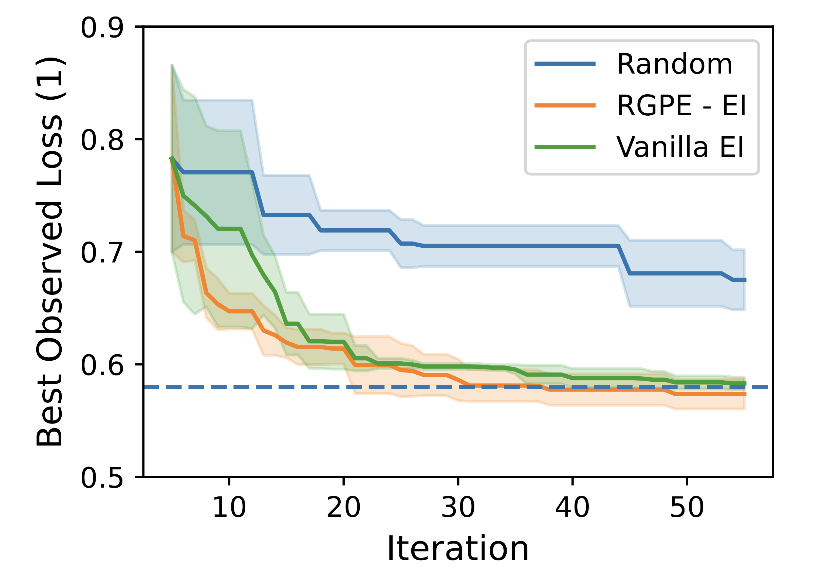 0.9
0.8
0.7
0.6
0.5
Best Observed Loss (1)
Random
RGPE - EI
Vanilla EI
10 20 30 40 50
Iteration